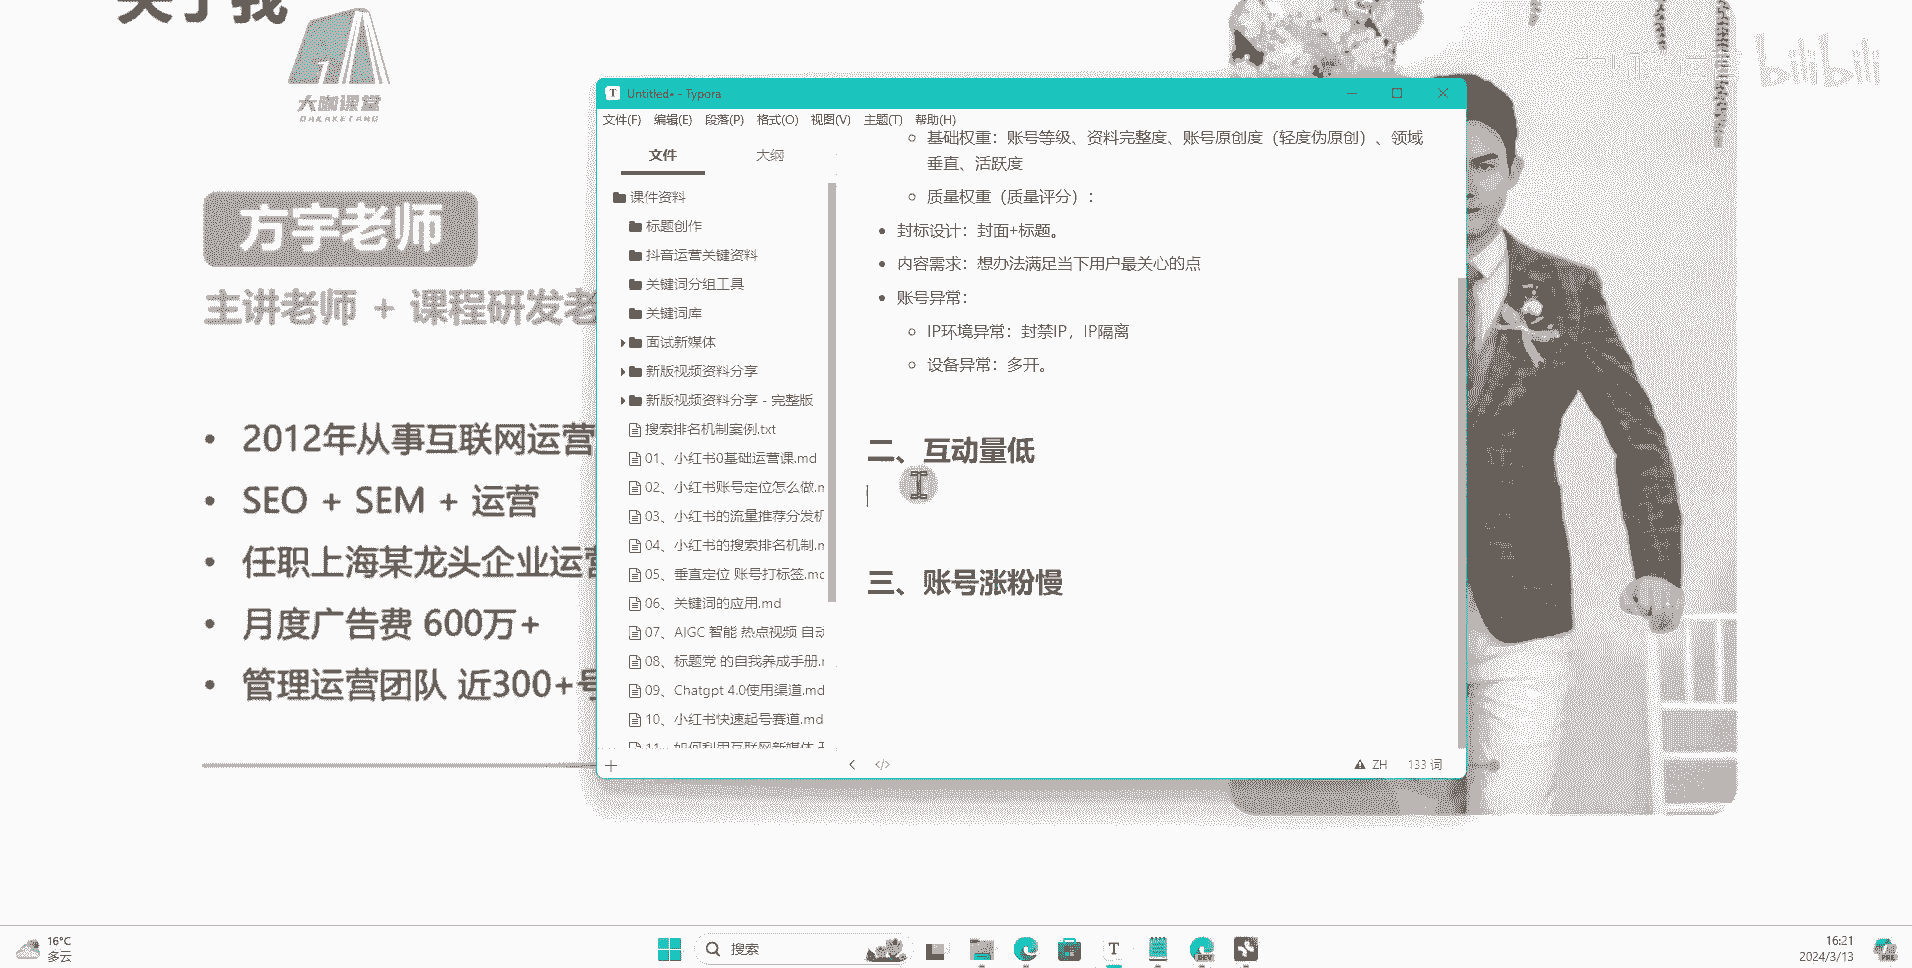 关于我
大咖课堂
DAKAKETANG
bilibili
方宇老师
主讲老师 + 课程研发老
• 2012年从事互联网运营
• SEO + SEM + 运营
• 任职上海某龙头企业运营
• 月度广告费 600万+
• 管理运营团队 近300+号
Untitled• - Typora
文件(F) 编辑(E) 段落(P) 格式(O) 视图(V) 主题(T) 帮助(H)
文件 大纲
课件资料
标题创作
抖音运营关键资料
关键词分组工具
关键词库
面试新媒体
新版视频资料分享
新版视频资料分享 - 完整版
搜索排名机制案例.txt
01、小红书0基础运营课.md
02、小红书账号定位怎么做.m
03、小红书的流量推荐分发机
04、小红书的搜索排名机制.m
05、垂直定位 账号打标签.md
06、关键词的应用.md
07、AIGC 智能 热点视频 自动
08、标题党 的自我养成手册.m
09、Chatgpt 4.0使用渠道.md
10、小红书快速起号赛道.md
11、如何利用互联网新媒体
基础权重：账号等级、资料完整度、账号原创度（轻度伪原创）、领域
垂直、活跃度
质量权重（质量评分）：
封标设计：封面+标题。
内容需求：想办法满足当下用户最关心的点
账号异常：
IP环境异常：封禁IP，IP隔离
设备异常：多开。
二、互动量低
三、账号涨粉慢
ZH 133 词
16°C
多云
搜索
16:21
2024/3/13